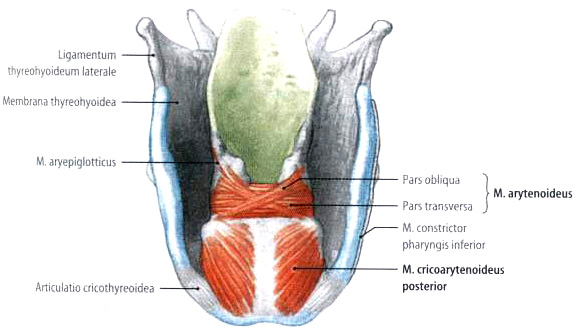 Ligamentum
thyreohyoideum laterale
Membrana thyreohyoidea
M. aryepiglotticus
Articulatio cricothyreoidea
Pars obliqua
Pars transversa
M. arytenoideus
M. constrictor
pharyngis inferior
M. cricoarytenoideus
posterior